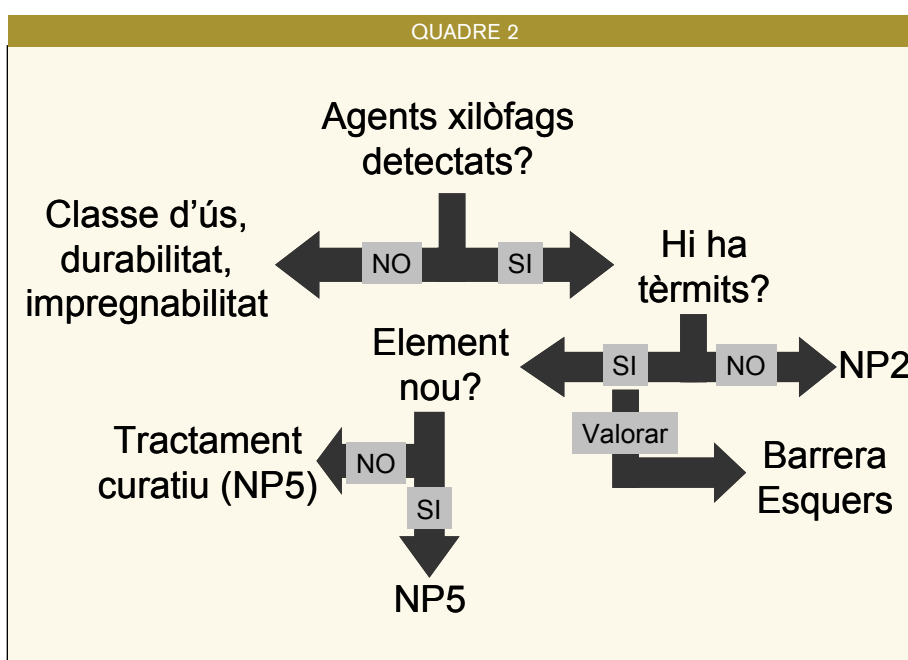 QUADRE 2
Agents xilòfags
detectats?
Classe d'ús,
durabilitat,
impregnabilitat
NO
SI
Hi ha
tèrmits?
Element
nou?
SI
NO
NP2
Valorar
Barrera
Esquers
Tractament
curatiu (NP5)
NO
SI
NP5